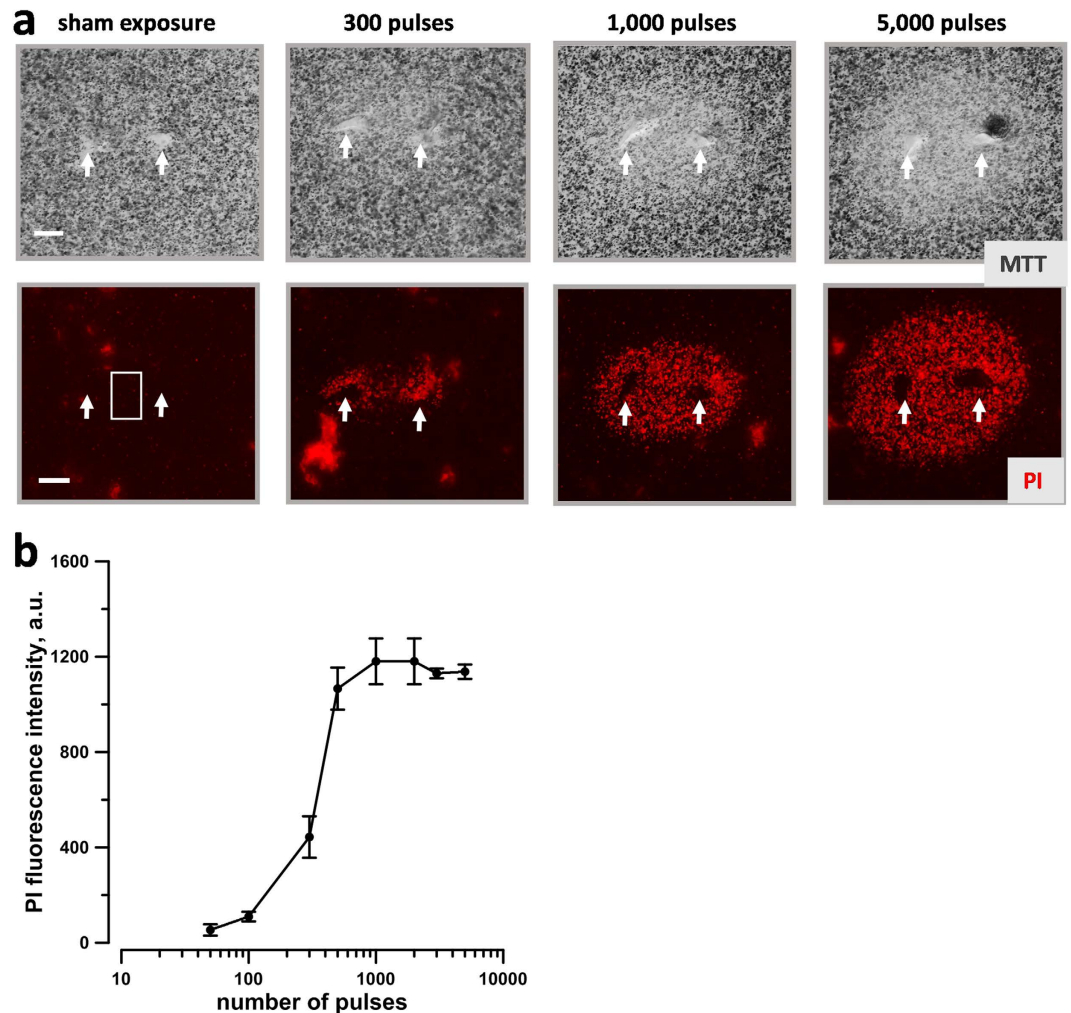 a
sham exposure 300 pulses 1,000 pulses 5,000 pulses
MTT
PI
b
PI fluorescence intensity, a.u.
1600
1200
800
400
0
10 100 1000 10000
number of pulses